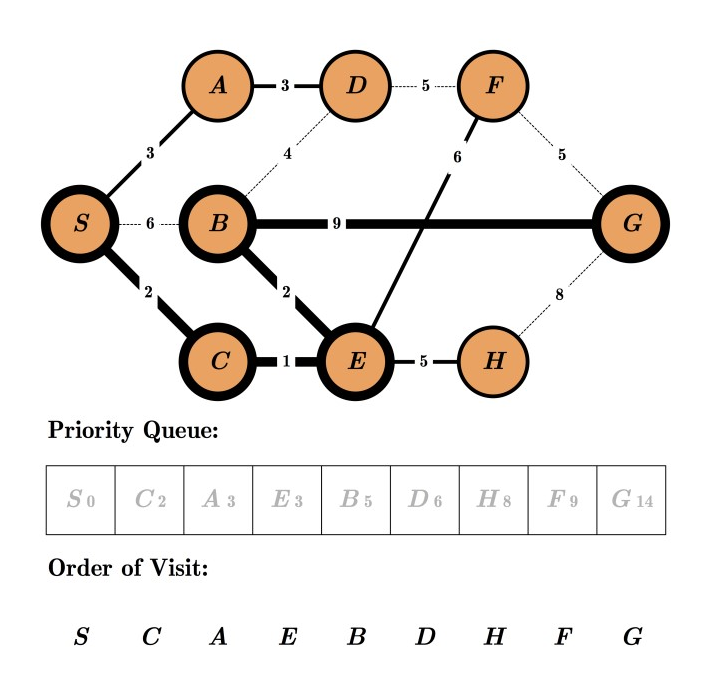 A 3 D 5 F
3 4 6 5
S 6 B 9 G
2 2 8
C 1 E 5 H
Priority Queue:
S 0 C 2 A 3 E 3 B 5 D 6 H 8 F 9 G 14
Order of Visit:
S C A E B D H F G